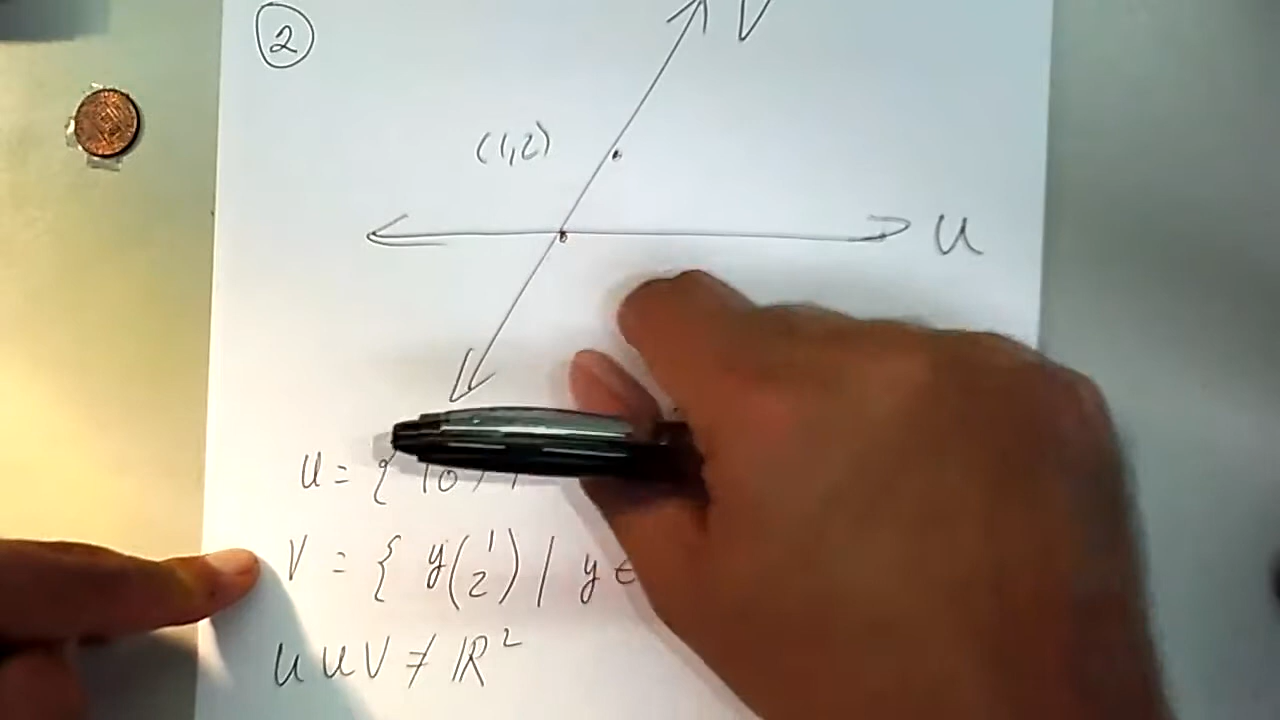 2
V
(1,2)
U
U = {
V = { y(1 2) | y ∈
U ∪ V ≠ ℝ²